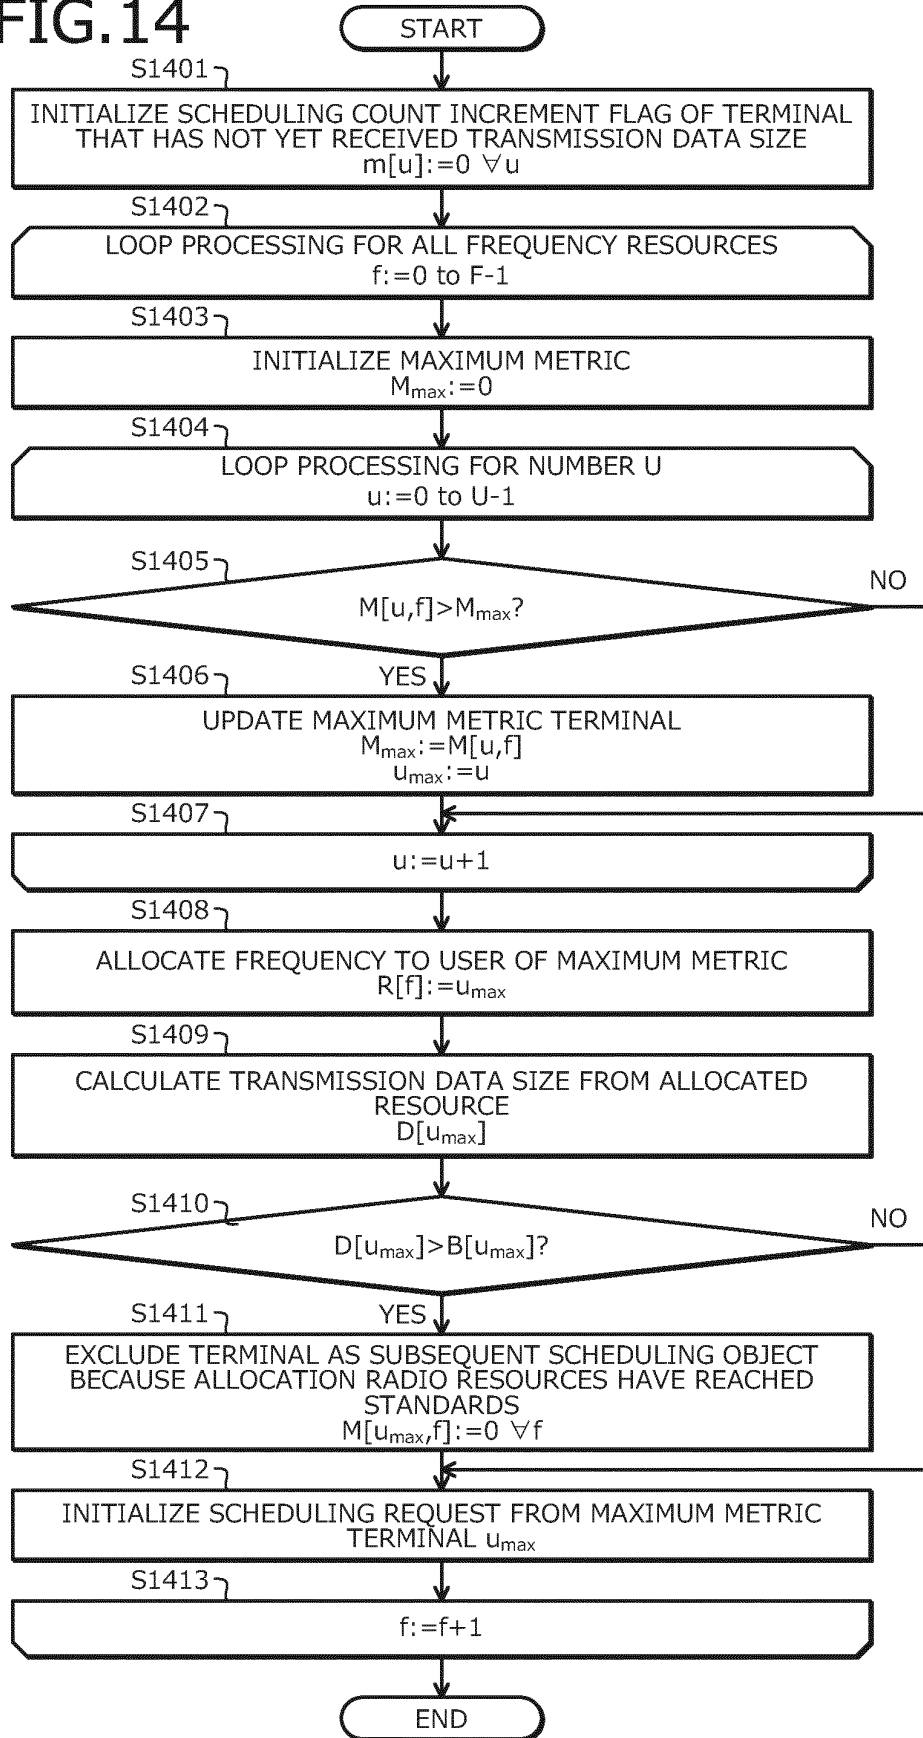 FIG.14
START
S1401
INITIALIZE SCHEDULING COUNT INCREMENT FLAG OF TERMINAL
THAT HAS NOT YET RECEIVED TRANSMISSION DATA SIZE
m[u]:=0 ∀u
S1402
LOOP PROCESSING FOR ALL FREQUENCY RESOURCES
f:=0 to F-1
S1403
INITIALIZE MAXIMUM METRIC
Mmax:=0
S1404
LOOP PROCESSING FOR NUMBER U
u:=0 to U-1
S1405
M[u,f]>Mmax?
NO
YES
S1406
UPDATE MAXIMUM METRIC TERMINAL
Mmax:=M[u,f]
umax:=u
S1407
u:=u+1
S1408
ALLOCATE FREQUENCY TO USER OF MAXIMUM METRIC
R[f]:=umax
S1409
CALCULATE TRANSMISSION DATA SIZE FROM ALLOCATED
RESOURCE
D[umax]
S1410
D[umax]>B[umax]?
NO
YES
S1411
EXCLUDE TERMINAL AS SUBSEQUENT SCHEDULING OBJECT
BECAUSE ALLOCATION RADIO RESOURCES HAVE REACHED
STANDARDS
M[umax,f]:=0 ∀f
S1412
INITIALIZE SCHEDULING REQUEST FROM MAXIMUM METRIC
TERMINAL umax
S1413
f:=f+1
END